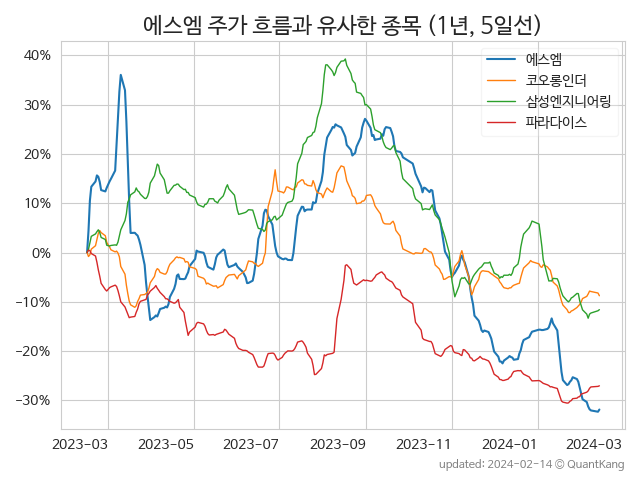 에스엠 주가 흐름과 유사한 종목 (1년, 5일선)
에스엠
코오롱인더
삼성엔지니어링
파라다이스
40%
30%
20%
10%
0%
−10%
−20%
−30%
2023-03 2023-05 2023-07 2023-09 2023-11 2024-01 2024-03
updated: 2024-02-14 © QuantKang